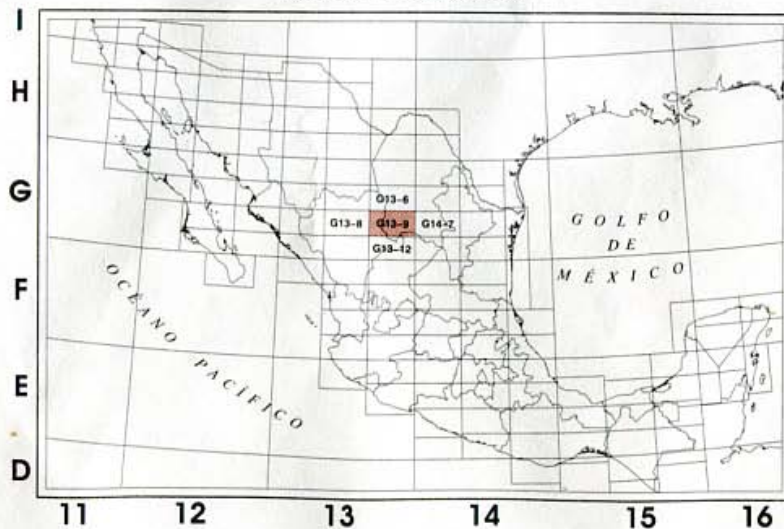 I
H
G
F
E
D
G13-6
G13-8 G13-9 G14-7
G13-12
GOLFO
DE
MÉXICO
OCÉANO PACÍFICO
11 12 13 14 15 16